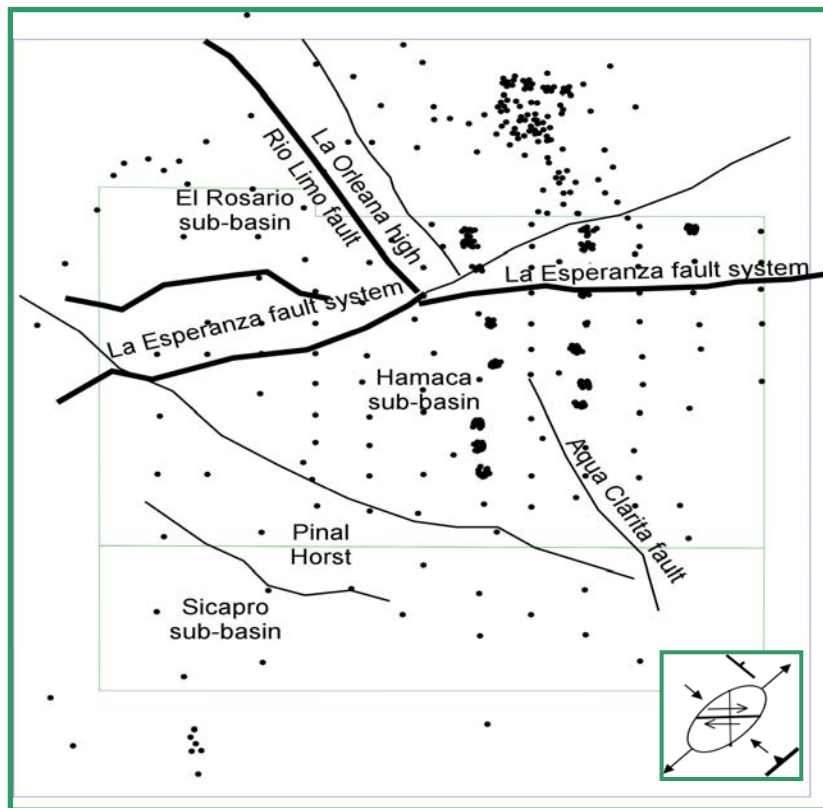 Rio Limo fault
La Orleana high
El Rosario
sub-basin
La Esperanza fault system
La Esperanza fault system
Hamaca
sub-basin
Aqua Clarita fault
Pinal
Horst
Sicapro
sub-basin